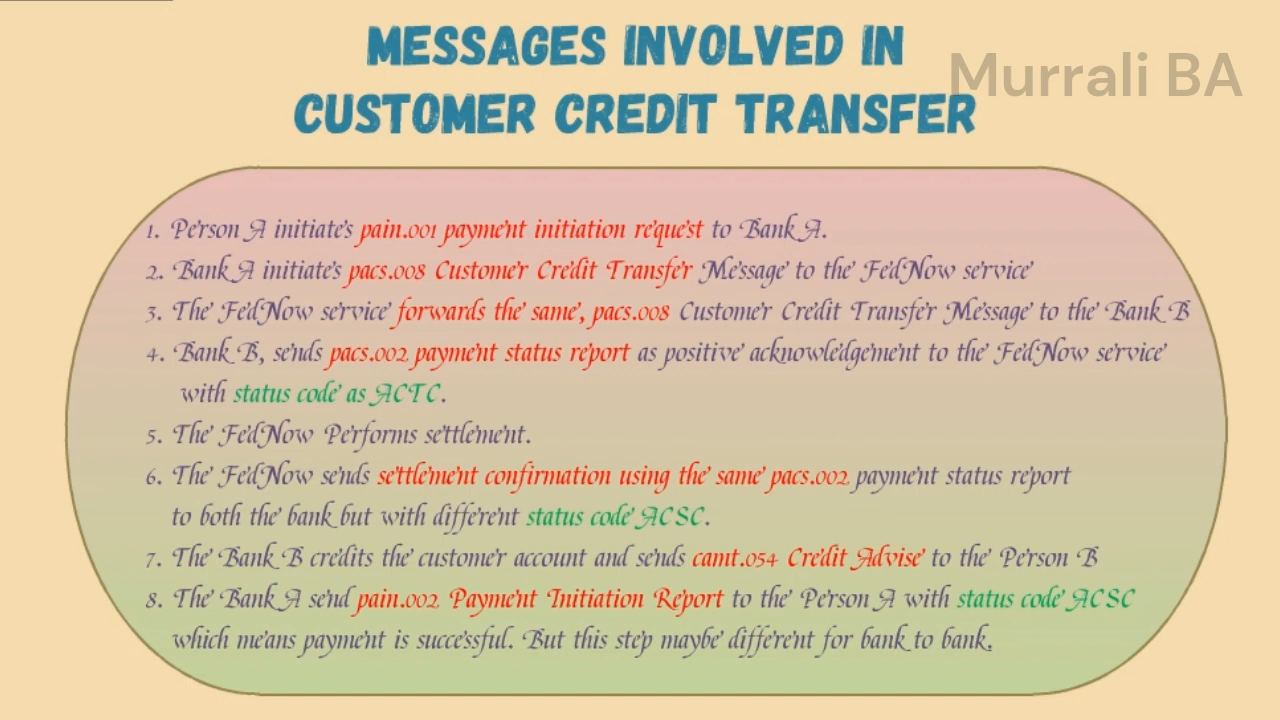 MESSAGES INVOLVED IN
CUSTOMER CREDIT TRANSFER
Murrali BA
1. Person A initiate's pain.001 payment initiation request to Bank A.
2. Bank A initiate's pacs.008 Customer Credit Transfer Message to the FedNow service
3. The FedNow service forwards the same, pacs.008 Customer Credit Transfer Message to the Bank B
4. Bank B, sends pacs.002 payment status report as positive acknowledgement to the FedNow service
with status code as ACTC.
5. The FedNow Performs settlement.
6. The FedNow sends settlement confirmation using the same pacs.002 payment status report
to both the bank but with different status code ACSC.
7. The Bank B credits the customer account and sends camt.054 Credit Advise to the Person B
8. The Bank A send pain.002 Payment Initiation Report to the Person A with status code ACSC
which means payment is successful. But this step maybe different for bank to bank.